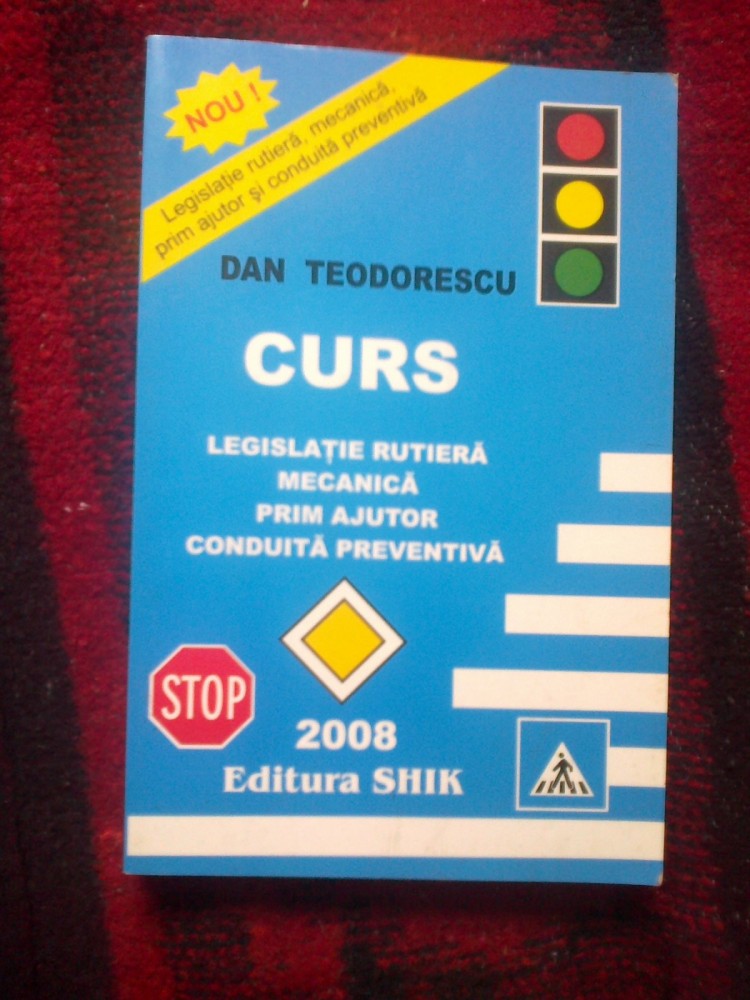 NOU !
Legislație rutieră, mecanică,
prim ajutor și conduită preventivă
DAN TEODORESCU
CURS
LEGISLAȚIE RUTIERĂ
MECANICĂ
PRIM AJUTOR
CONDUITĂ PREVENTIVĂ
STOP
2008
Editura SHIK